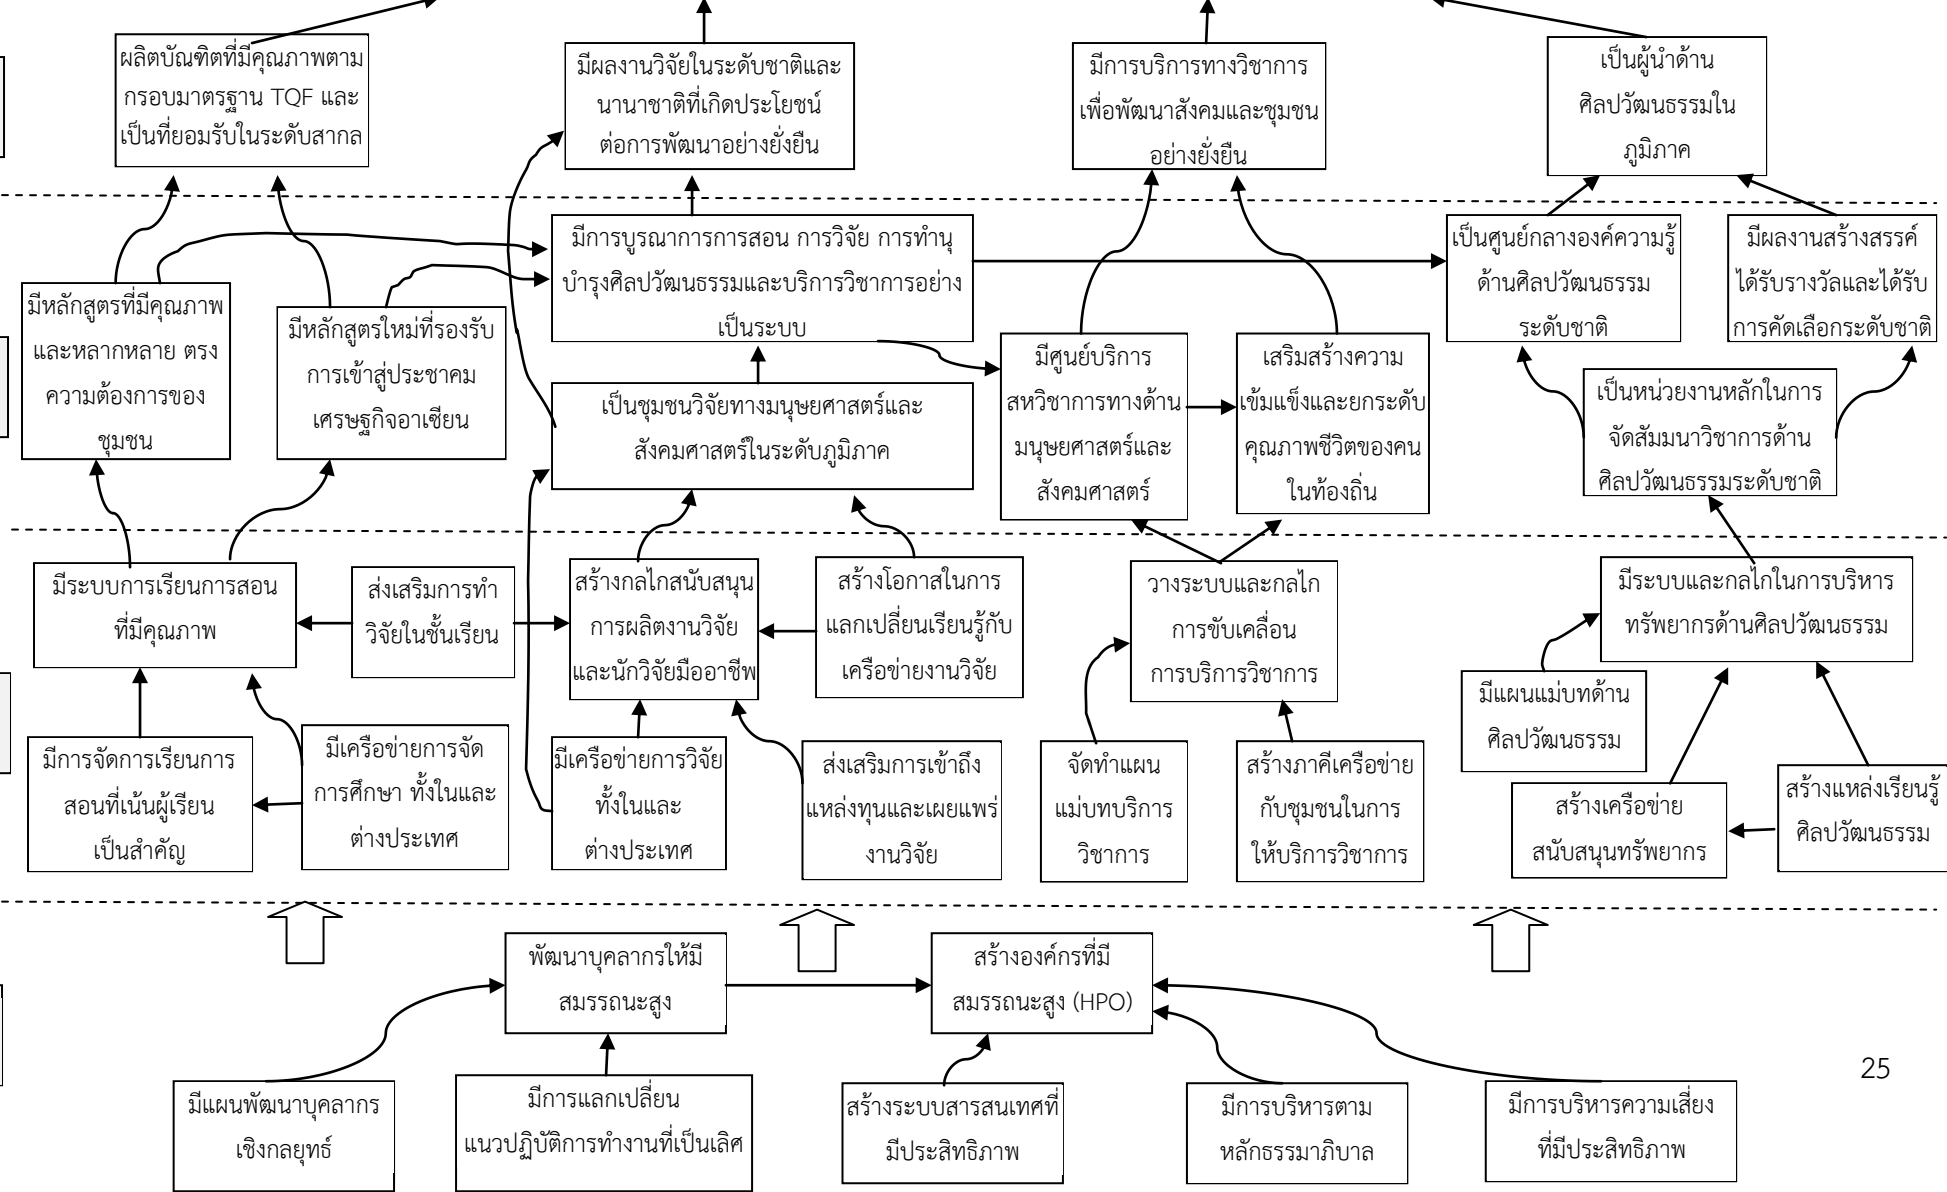 ผลิตบัณฑิตที่มีคุณภาพตาม
กรอบมาตรฐาน TQF และ
เป็นที่ยอมรับในระดับสากล
มีผลงานวิจัยในระดับชาติและ
นานาชาติที่เกิดประโยชน์
ต่อการพัฒนาอย่างยั่งยืน
มีการบริการทางวิชาการ
เพื่อพัฒนาสังคมและชุมชน
อย่างยั่งยืน
เป็นผู้นำด้าน
ศิลปวัฒนธรรมใน
ภูมิภาค
มีหลักสูตรที่มีคุณภาพ
และหลากหลาย ตรง
ความต้องการของ
ชุมชน
มีหลักสูตรใหม่ที่รองรับ
การเข้าสู่ประชาคม
เศรษฐกิจอาเซียน
มีการบูรณาการการสอน การวิจัย การทำนุ
บำรุงศิลปวัฒนธรรมและบริการวิชาการอย่าง
เป็นระบบ
เป็นชุมชนวิจัยทางมนุษยศาสตร์และ
สังคมศาสตร์ในระดับภูมิภาค
มีศูนย์บริการ
สหวิชาการทางด้าน
มนุษยศาสตร์และ
สังคมศาสตร์
เสริมสร้างความ
เข้มแข็งและยกระดับ
คุณภาพชีวิตของคน
ในท้องถิ่น
เป็นศูนย์กลางองค์ความรู้
ด้านศิลปวัฒนธรรม
ระดับชาติ
มีผลงานสร้างสรรค์
ได้รับรางวัลและได้รับ
การคัดเลือกระดับชาติ
เป็นหน่วยงานหลักในการ
จัดสัมมนาวิชาการด้าน
ศิลปวัฒนธรรมระดับชาติ
มีระบบการเรียนการสอน
ที่มีคุณภาพ
ส่งเสริมการทำ
วิจัยในชั้นเรียน
สร้างกลไกสนับสนุน
การผลิตงานวิจัย
และนักวิจัยมืออาชีพ
สร้างโอกาสในการ
แลกเปลี่ยนเรียนรู้กับ
เครือข่ายงานวิจัย
วางระบบและกลไก
การขับเคลื่อน
การบริการวิชาการ
มีระบบและกลไกในการบริหาร
ทรัพยากรด้านศิลปวัฒนธรรม
มีการจัดการเรียนการ
สอนที่เน้นผู้เรียน
เป็นสำคัญ
มีเครือข่ายการจัด
การศึกษา ทั้งในและ
ต่างประเทศ
มีเครือข่ายการวิจัย
ทั้งในและ
ต่างประเทศ
ส่งเสริมการเข้าถึง
แหล่งทุนและเผยแพร่
งานวิจัย
จัดทำแผน
แม่บทบริการ
วิชาการ
สร้างภาคีเครือข่าย
กับชุมชนในการ
ให้บริการวิชาการ
มีแผนแม่บทด้าน
ศิลปวัฒนธรรม
สร้างเครือข่าย
สนับสนุนทรัพยากร
สร้างแหล่งเรียนรู้
ศิลปวัฒนธรรม
พัฒนาบุคลากรให้มี
สมรรถนะสูง
สร้างองค์กรที่มี
สมรรถนะสูง (HPO)
มีแผนพัฒนาบุคลากร
เชิงกลยุทธ์
มีการแลกเปลี่ยน
แนวปฏิบัติการทำงานที่เป็นเลิศ
สร้างระบบสารสนเทศที่
มีประสิทธิภาพ
มีการบริหารตาม
หลักธรรมาภิบาล
มีการบริหารความเสี่ยง
ที่มีประสิทธิภาพ
25